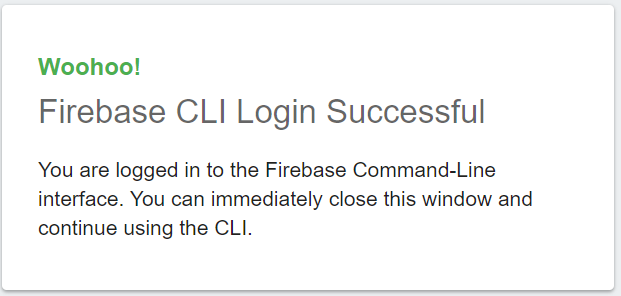 Woohoo!
Firebase CLI Login Successful
You are logged in to the Firebase Command-Line
interface. You can immediately close this window and
continue using the CLI.